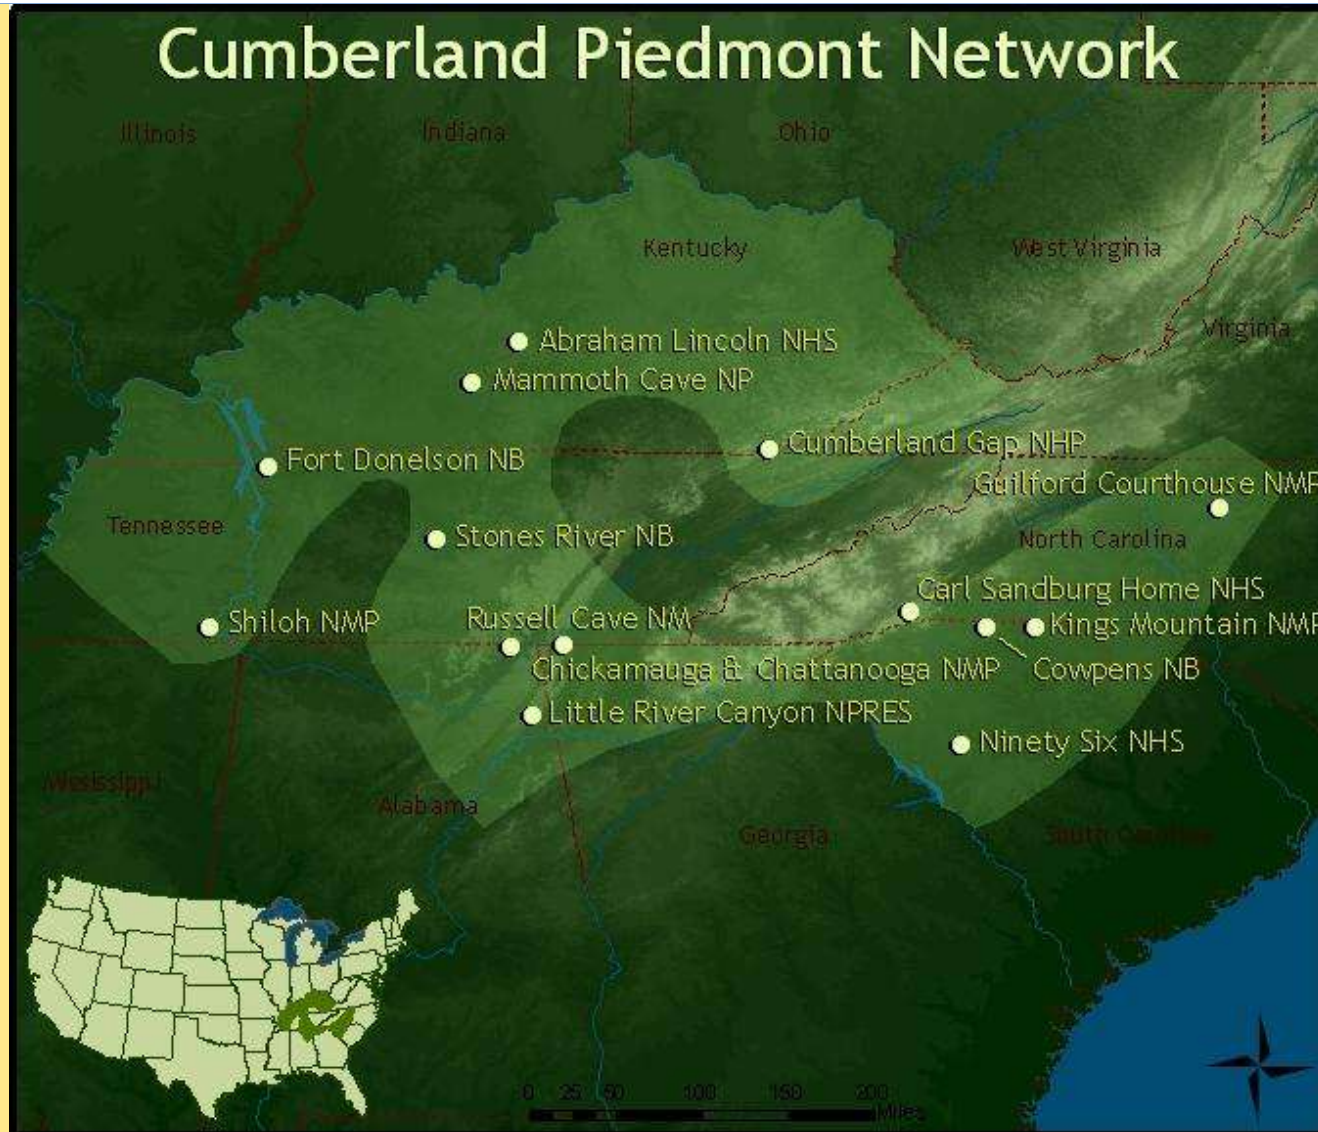 Cumberland Piedmont Network
Illinois
Indiana
Ohio
Kentucky
West Virginia
Virginia
Abraham Lincoln NHS
Mammoth Cave NP
Cumberland Gap NHP
Fort Donelson NB
Guilford Courthouse NMP
Tennessee
Stones River NB
North Carolina
Carl Sandburg Home NHS
Shiloh NMP
Russell Cave NM
Kings Mountain NMP
Chickamauga & Chattanooga NMP
Cowpens NB
Little River Canyon NPRES
Ninety Six NHS
Mississippi
Alabama
Georgia
South Carolina
0 25 50 100 150 200
Miles